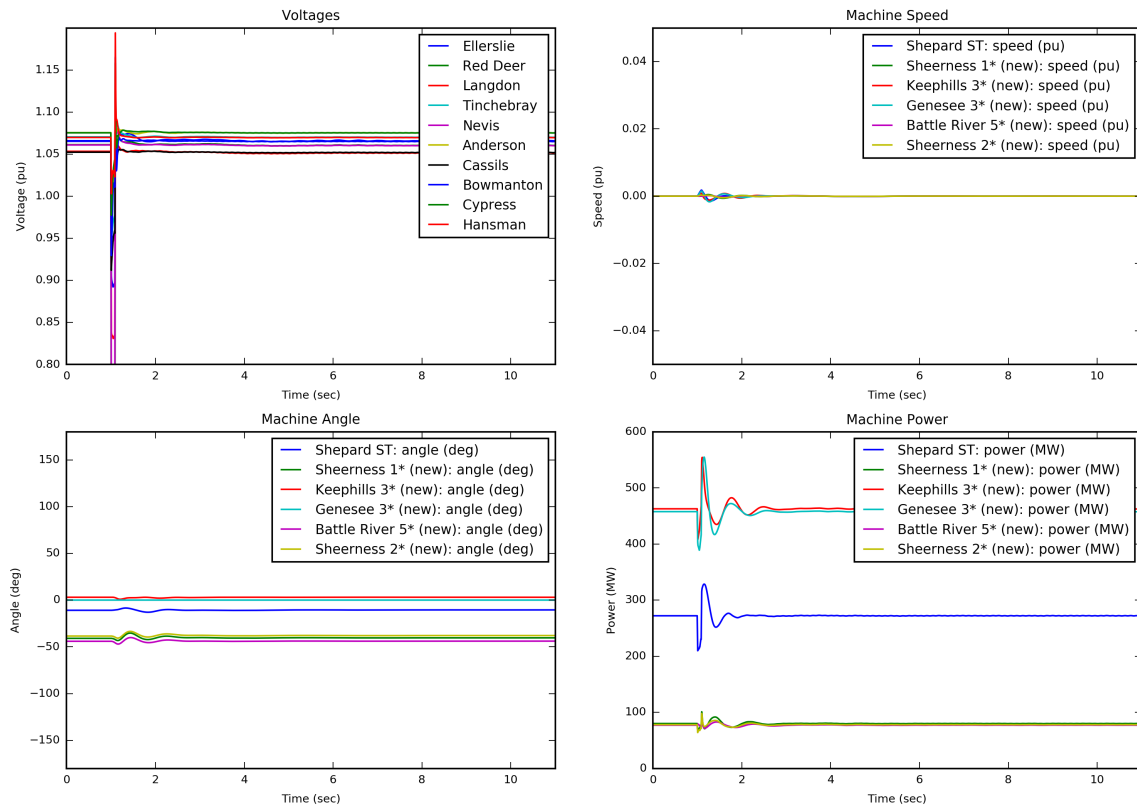 Voltages
1.15
1.10
1.05
1.00
0.95
0.90
0.85
0.80
Voltage (pu)
Ellerslie
Red Deer
Langdon
Tinchebray
Nevis
Anderson
Cassils
Bowmanton
Cypress
Hansman
0 2 4 6 8 10
Time (sec)
Machine Speed
0.04
0.02
0.00
−0.02
−0.04
Speed (pu)
Shepard ST: speed (pu)
Sheerness 1* (new): speed (pu)
Keephills 3* (new): speed (pu)
Genesee 3* (new): speed (pu)
Battle River 5* (new): speed (pu)
Sheerness 2* (new): speed (pu)
0 2 4 6 8 10
Time (sec)
Machine Angle
150
100
50
0
−50
−100
−150
Angle (deg)
Shepard ST: angle (deg)
Sheerness 1* (new): angle (deg)
Keephills 3* (new): angle (deg)
Genesee 3* (new): angle (deg)
Battle River 5* (new): angle (deg)
Sheerness 2* (new): angle (deg)
0 2 4 6 8 10
Time (sec)
Machine Power
600
500
400
300
200
100
0
Power (MW)
Shepard ST: power (MW)
Sheerness 1* (new): power (MW)
Keephills 3* (new): power (MW)
Genesee 3* (new): power (MW)
Battle River 5* (new): power (MW)
Sheerness 2* (new): power (MW)
0 2 4 6 8 10
Time (sec)